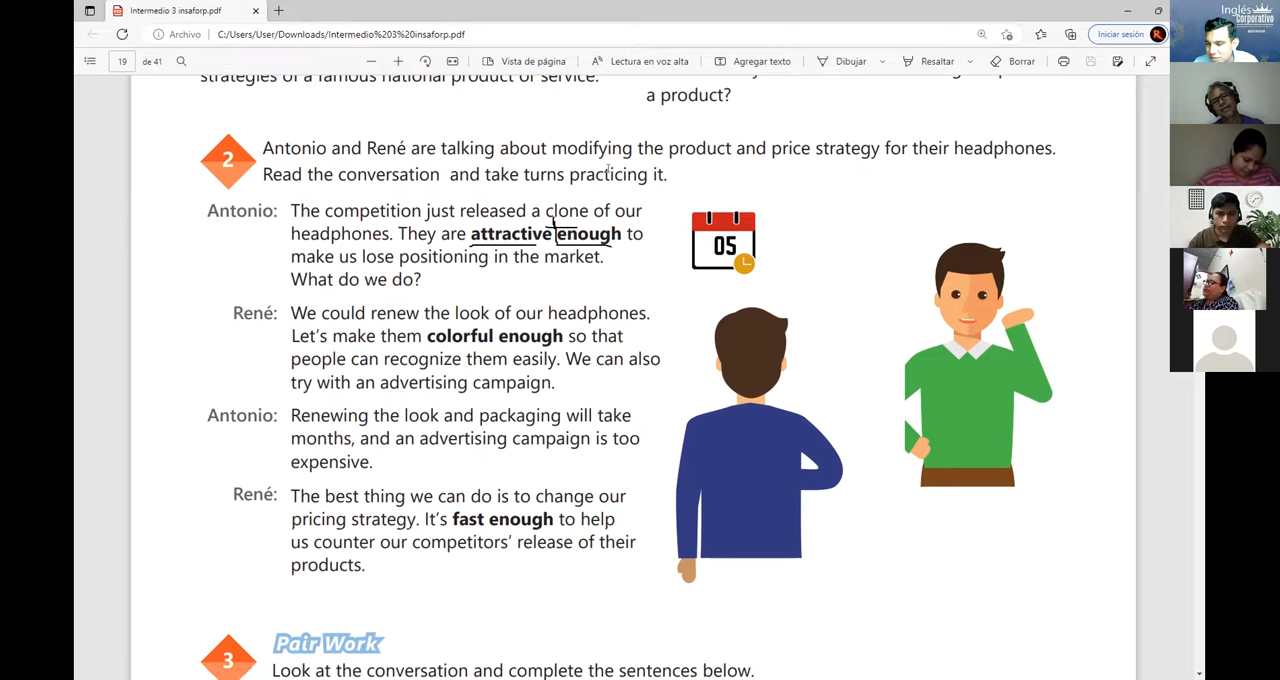 Intermedio 3 insaforp.pdf
Archivo
C:/Users/User/Downloads/Intermedio%203%20insaforp.pdf
Iniciar sesión
R
19 de 41
Vista de página
Lectura en voz alta
Agregar texto
Dibujar
Resaltar
Borrar
Inglés
Corporativo
strategies of a famous national product or service.
a product?
2
Antonio and René are talking about modifying the product and price strategy for their headphones.
Read the conversation and take turns practicing it.
Antonio: The competition just released a clone of our
headphones. They are attractive enough to
make us lose positioning in the market.
What do we do?
05
René: We could renew the look of our headphones.
Let's make them colorful enough so that
people can recognize them easily. We can also
try with an advertising campaign.
Antonio: Renewing the look and packaging will take
months, and an advertising campaign is too
expensive.
René: The best thing we can do is to change our
pricing strategy. It's fast enough to help
us counter our competitors' release of their
products.
3
Pair Work
Look at the conversation and complete the sentences below.